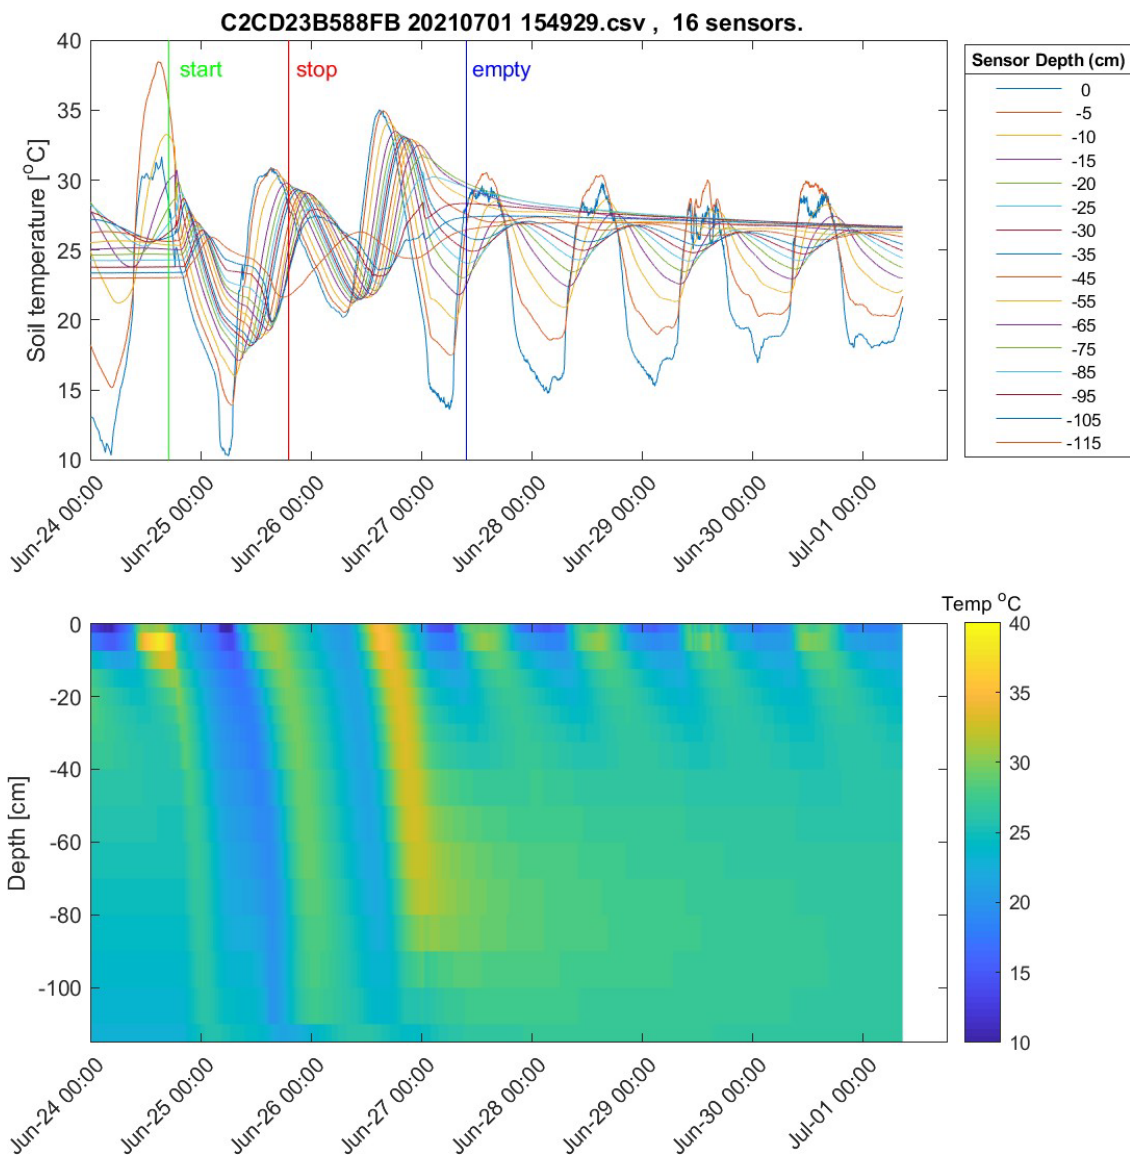 C2CD23B588FB 20210701 154929.csv ,  16 sensors.
40
35
30
25
20
15
10
Soil temperature [°C]
start
stop
empty
Jun-24 00:00
Jun-25 00:00
Jun-26 00:00
Jun-27 00:00
Jun-28 00:00
Jun-29 00:00
Jun-30 00:00
Jul-01 00:00
Sensor Depth (cm)
0
-5
-10
-15
-20
-25
-30
-35
-45
-55
-65
-75
-85
-95
-105
-115
0
-20
-40
-60
-80
-100
Depth [cm]
Jun-24 00:00
Jun-25 00:00
Jun-26 00:00
Jun-27 00:00
Jun-28 00:00
Jun-29 00:00
Jun-30 00:00
Jul-01 00:00
Temp °C
40
35
30
25
20
15
10